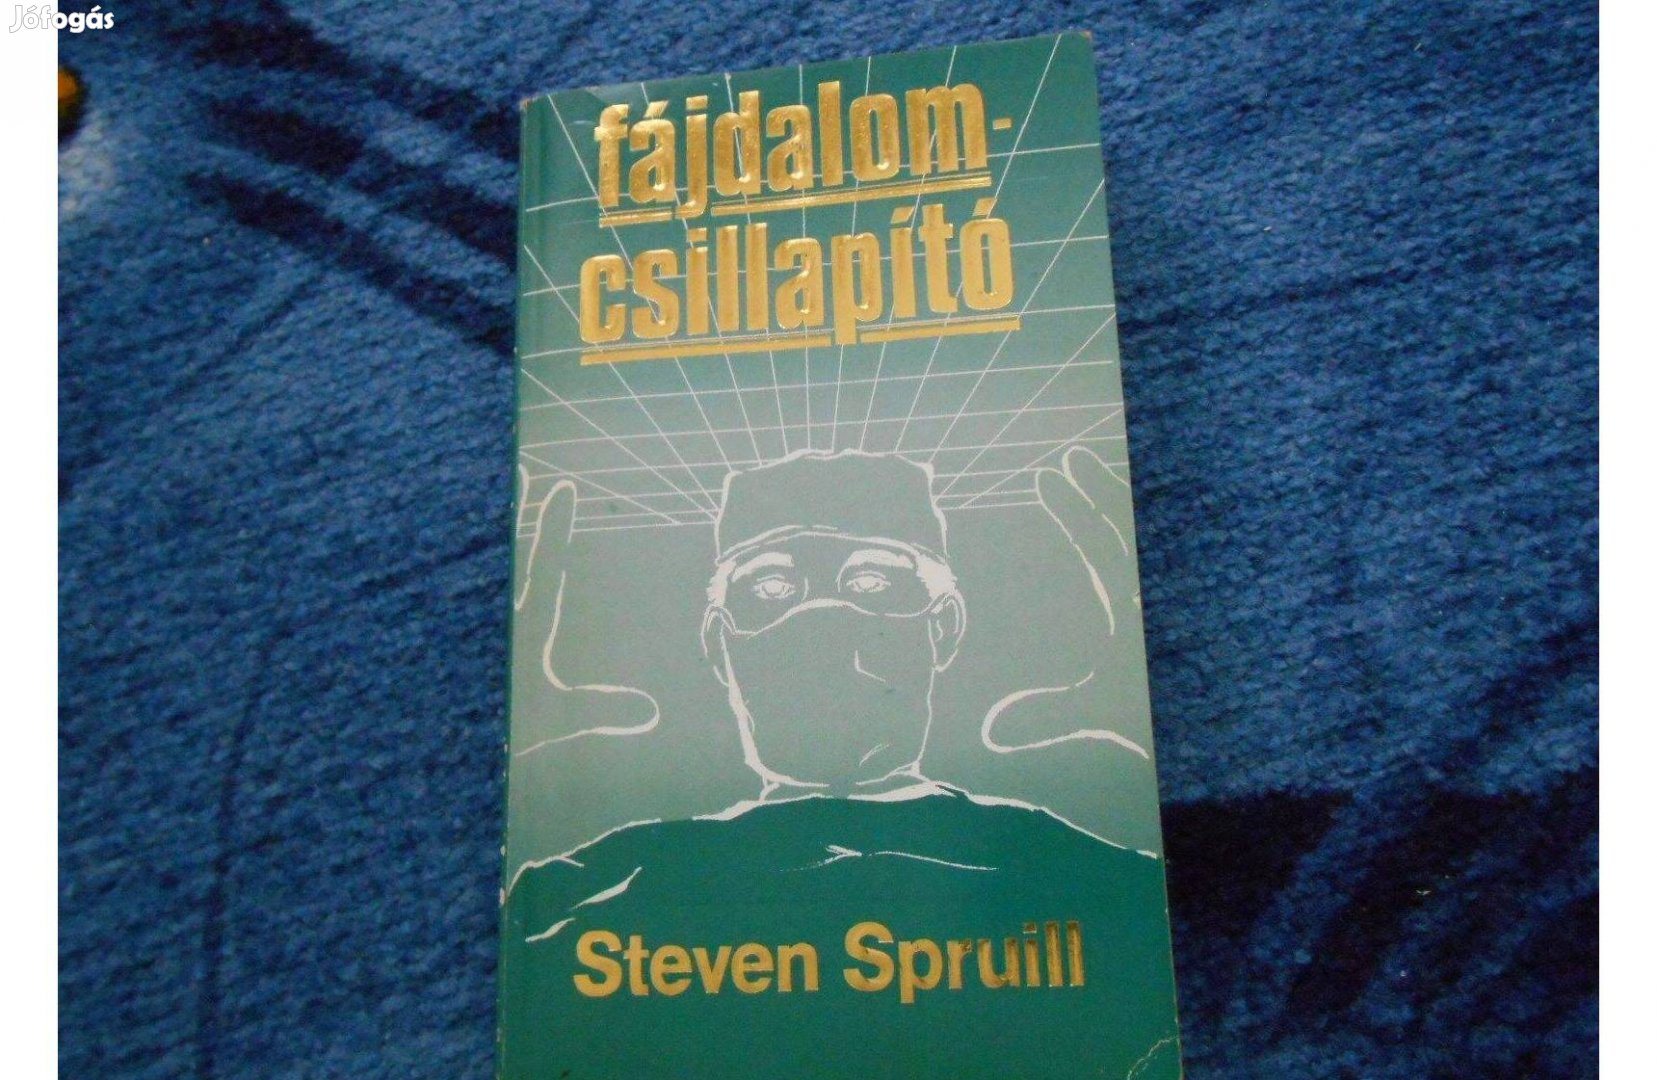 Jófogás
fájdalom-
csillapító
Steven Spruill